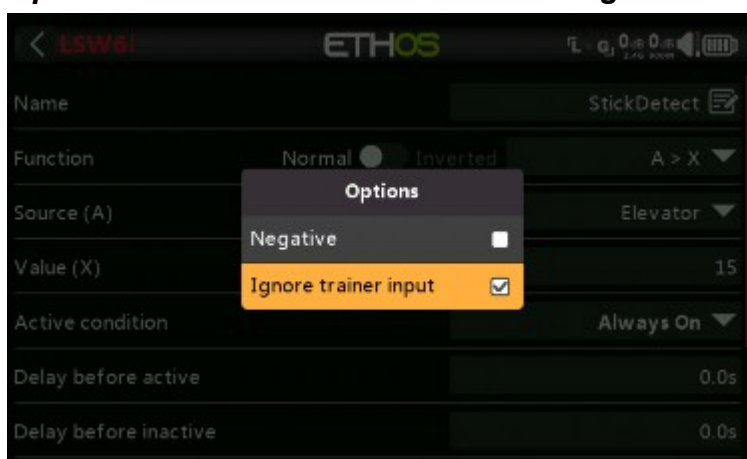 LSW6 ETHOS
Name StickDetect
Function Normal Inverted A > X
Source (A) Elevator
Options
Negative
Value (X) 15
Ignore trainer input
Active condition Always On
Delay before active 0.0s
Delay before inactive 0.0s